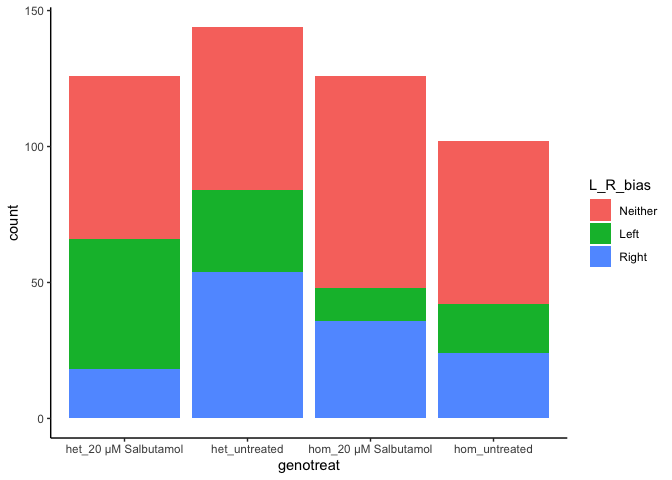 150
100
50
0
count
het_20 µM Salbutamol
het_untreated
hom_20 µM Salbutamol
hom_untreated
genotreat
L_R_bias
Neither
Left
Right